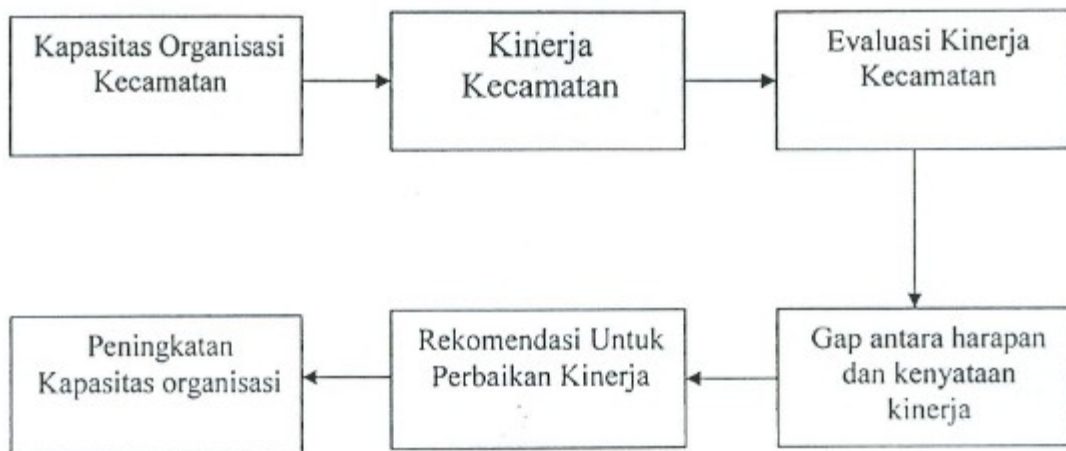 Kapasitas Organisasi
Kecamatan
Kinerja
Kecamatan
Evaluasi Kinerja
Kecamatan
Gap antara harapan
dan kenyataan
kinerja
Rekomendasi Untuk
Perbaikan Kinerja
Peningkatan
Kapasitas organisasi